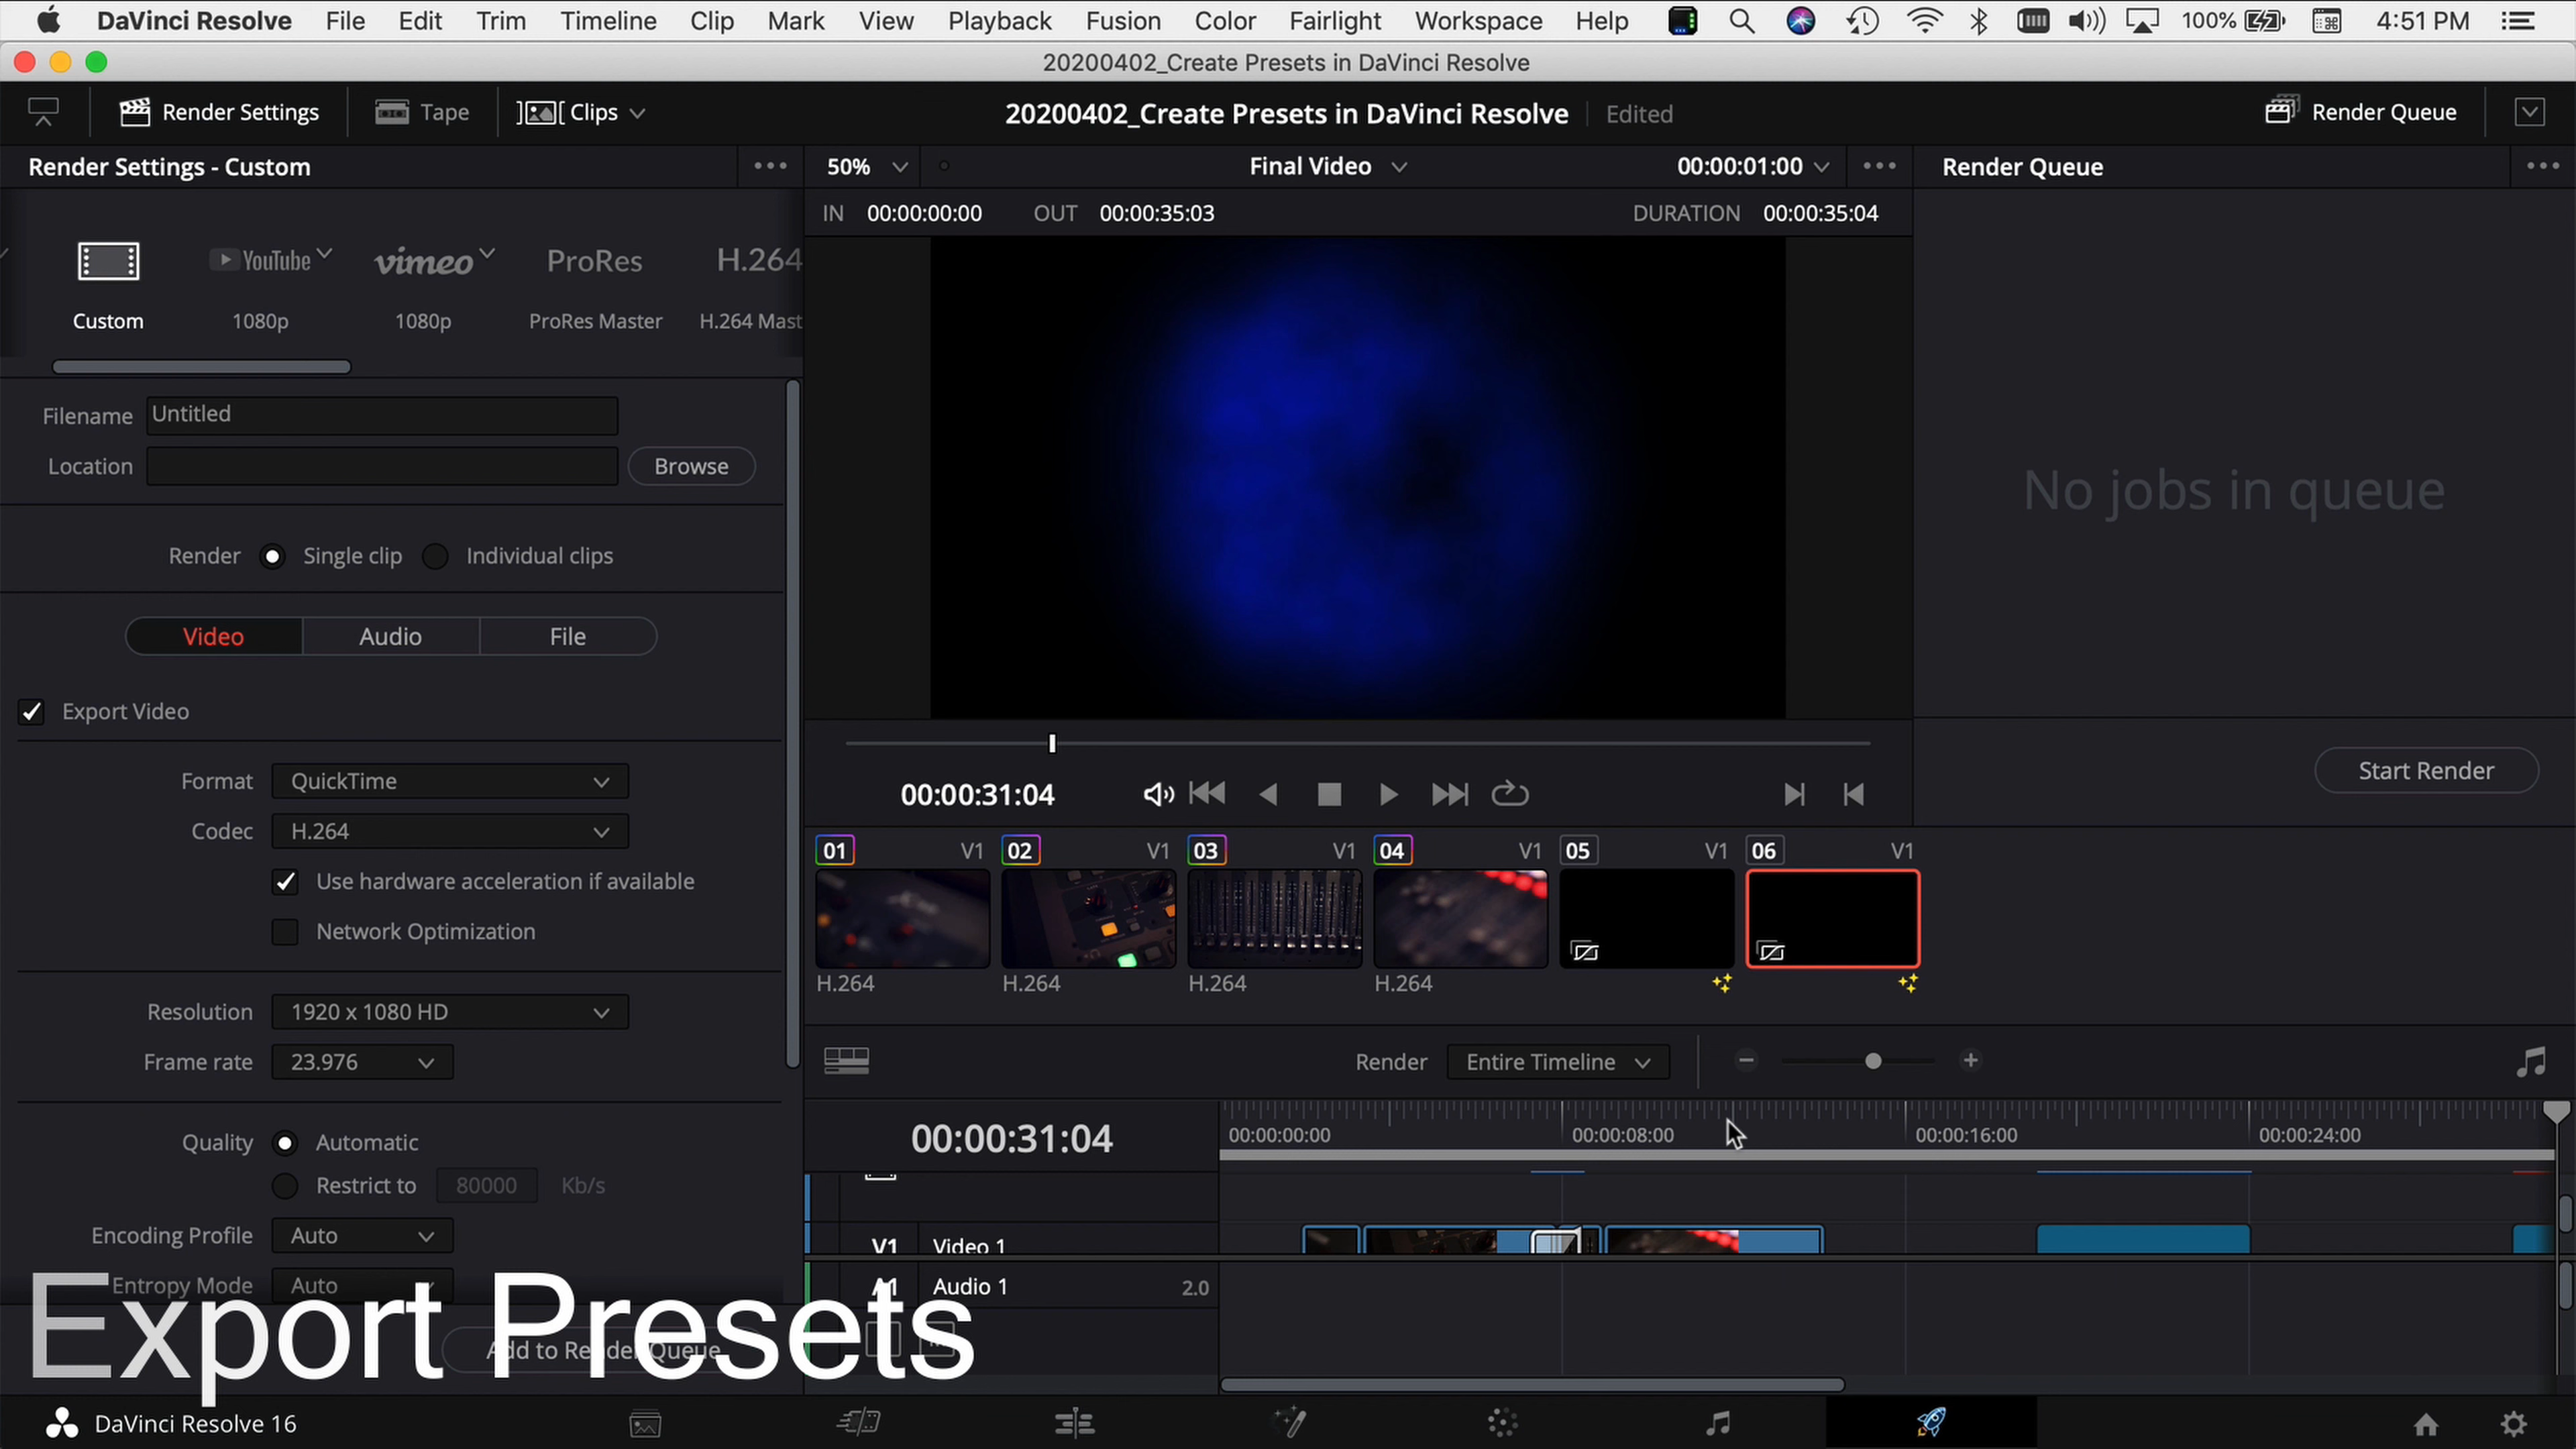 DaVinci Resolve File Edit Trim Timeline Clip Mark View Playback Fusion Color Fairlight Workspace Help 100% 4:51 PM
20200402_Create Presets in DaVinci Resolve
Render Settings Tape Clips 20200402_Create Presets in DaVinci Resolve Edited Render Queue
Render Settings - Custom 50% Final Video 00:00:01:00 Render Queue
IN 00:00:00:00 OUT 00:00:35:03 DURATION 00:00:35:04
YouTube vimeo ProRes H.264
Custom 1080p 1080p ProRes Master H.264 Mast
Filename Untitled
Location Browse
No jobs in queue
Render Single clip Individual clips
Video Audio File
Export Video
Format QuickTime
Start Render
00:00:31:04
Codec H.264
01 V1 02 V1 03 V1 04 V1 05 V1 06 V1
Use hardware acceleration if available
Network Optimization
H.264 H.264 H.264 H.264
Resolution 1920 x 1080 HD
Frame rate 23.976
Render Entire Timeline
00:00:31:04 00:00:00:00 00:00:08:00 00:00:16:00 00:00:24:00
Quality Automatic
Restrict to 80000 Kb/s
Encoding Profile Auto
V1 Video 1
Entropy Mode Auto
A1 Audio 1 2.0
Add to Render Queue
Export Presets
DaVinci Resolve 16